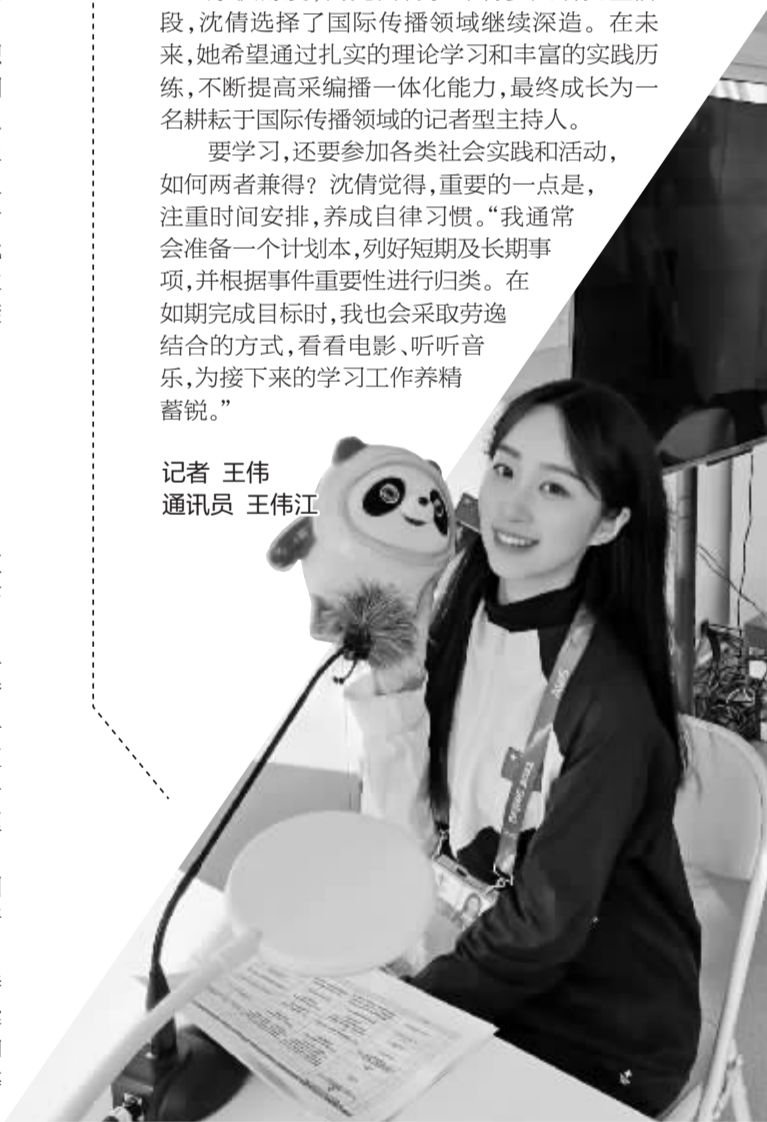 段，沈倩选择了国际传播领域继续深造。在未
来，她希望通过扎实的理论学习和丰富的实践历
练，不断提高采编播一体化能力，最终成长为一
名耕耘于国际传播领域的记者型主持人。
要学习，还要参加各类社会实践和活动，
如何两者兼得？沈倩觉得，重要的一点是，
注重时间安排，养成自律习惯。“我通常
会准备一个计划本，列好短期及长期事
项，并根据事件重要性进行归类。在
如期完成目标时，我也会采取劳逸
结合的方式，看看电影、听听音
乐，为接下来的学习工作养精
蓄锐。”
记者 王伟
通讯员 王伟江